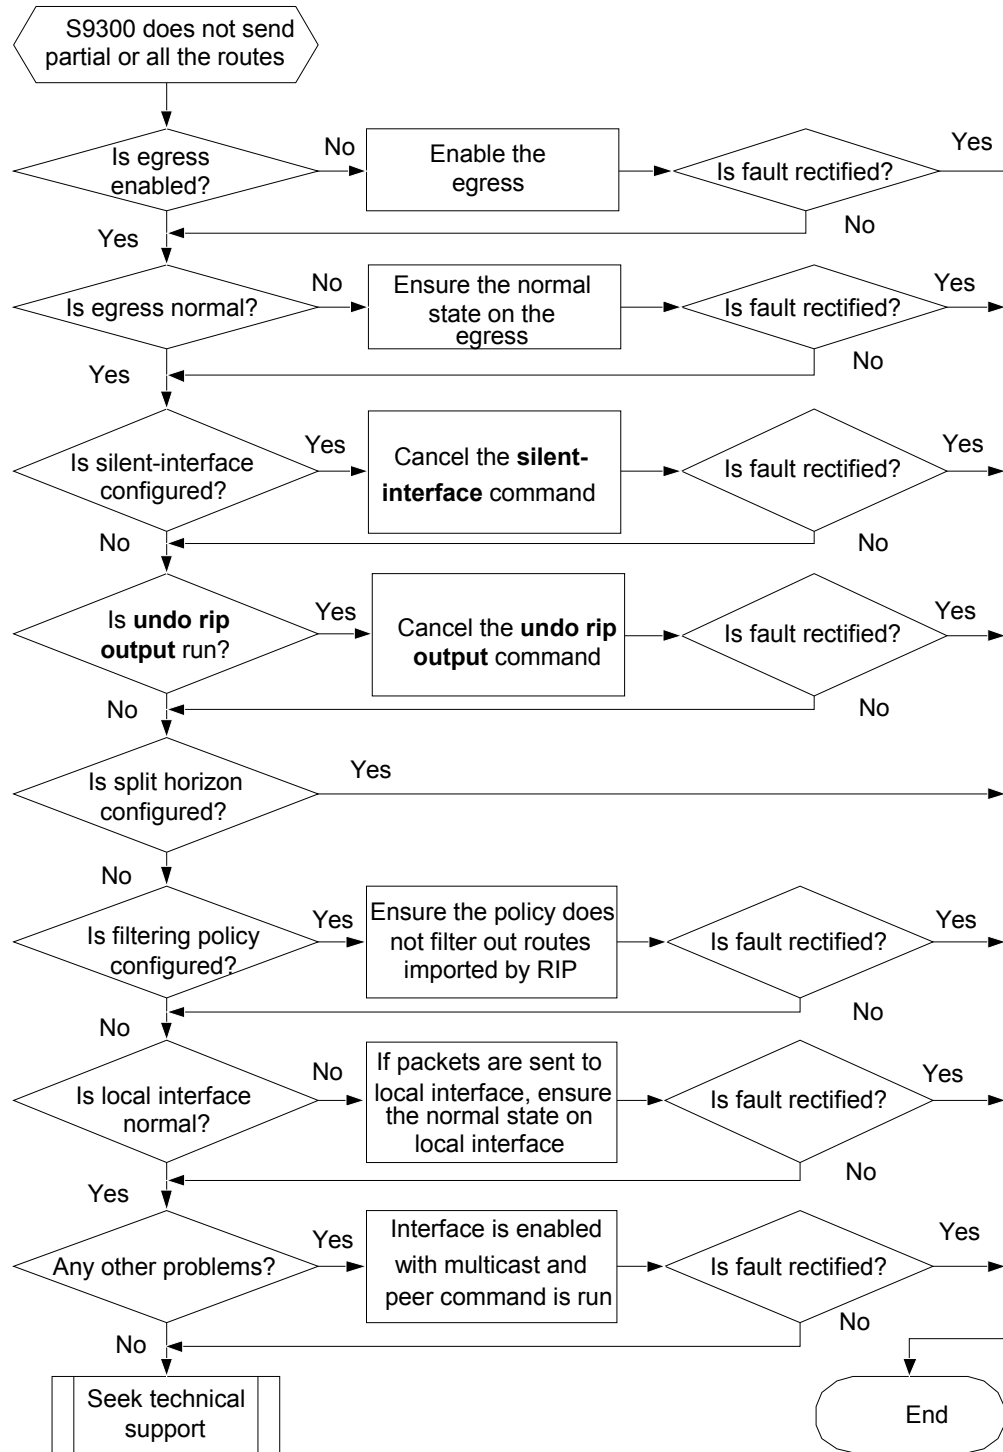 S9300 does not send
partial or all the routes
Is egress
enabled?
No
Enable the
egress
Is fault rectified?
Yes
Yes
No
Is egress normal?
No
Ensure the normal
state on the
egress
Is fault rectified?
Yes
Yes
No
Is silent-interface
configured?
Yes
Cancel the silent-
interface command
Is fault rectified?
Yes
No
No
Is undo rip
output run?
Yes
Cancel the undo rip
output command
Is fault rectified?
Yes
No
No
Is split horizon
configured?
Yes
No
Is filtering policy
configured?
Yes
Ensure the policy does
not filter out routes
imported by RIP
Is fault rectified?
Yes
No
No
Is local interface
normal?
No
If packets are sent to
local interface, ensure
the normal state on
local interface
Is fault rectified?
Yes
Yes
No
Any other problems?
Yes
Interface is enabled
with multicast and
peer command is run
Is fault rectified?
Yes
No
No
Seek technical
support
End